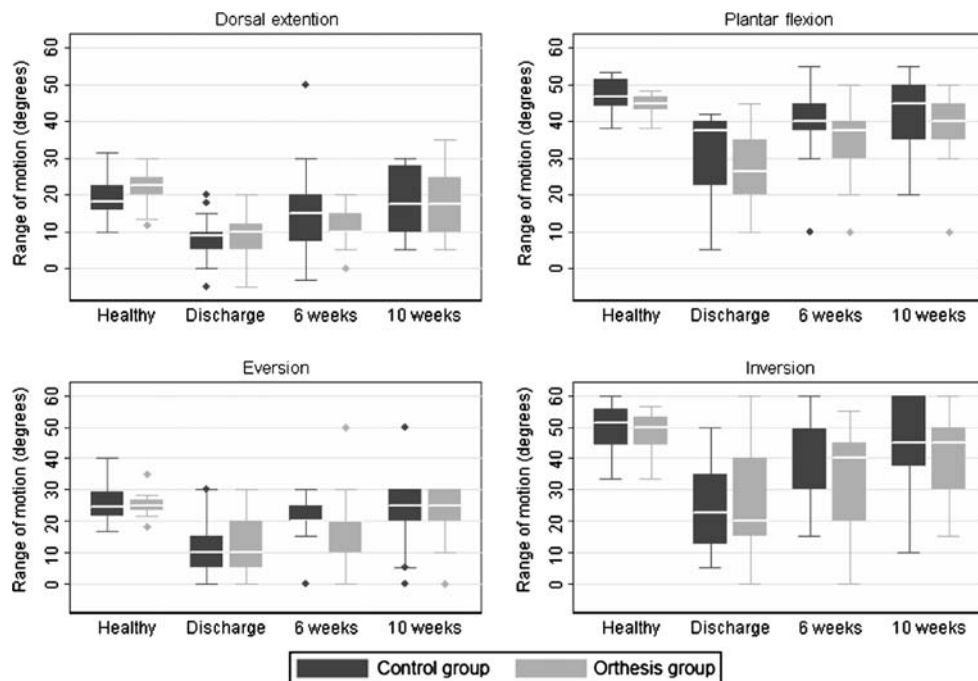 Dorsal extention
Plantar flexion
Range of motion (degrees)
60
50
40
30
20
10
0
Healthy Discharge 6 weeks 10 weeks
Range of motion (degrees)
60
50
40
30
20
10
0
Healthy Discharge 6 weeks 10 weeks
Eversion
Inversion
Range of motion (degrees)
60
50
40
30
20
10
0
Healthy Discharge 6 weeks 10 weeks
Range of motion (degrees)
60
50
40
30
20
10
0
Healthy Discharge 6 weeks 10 weeks
Control group Orthesis group